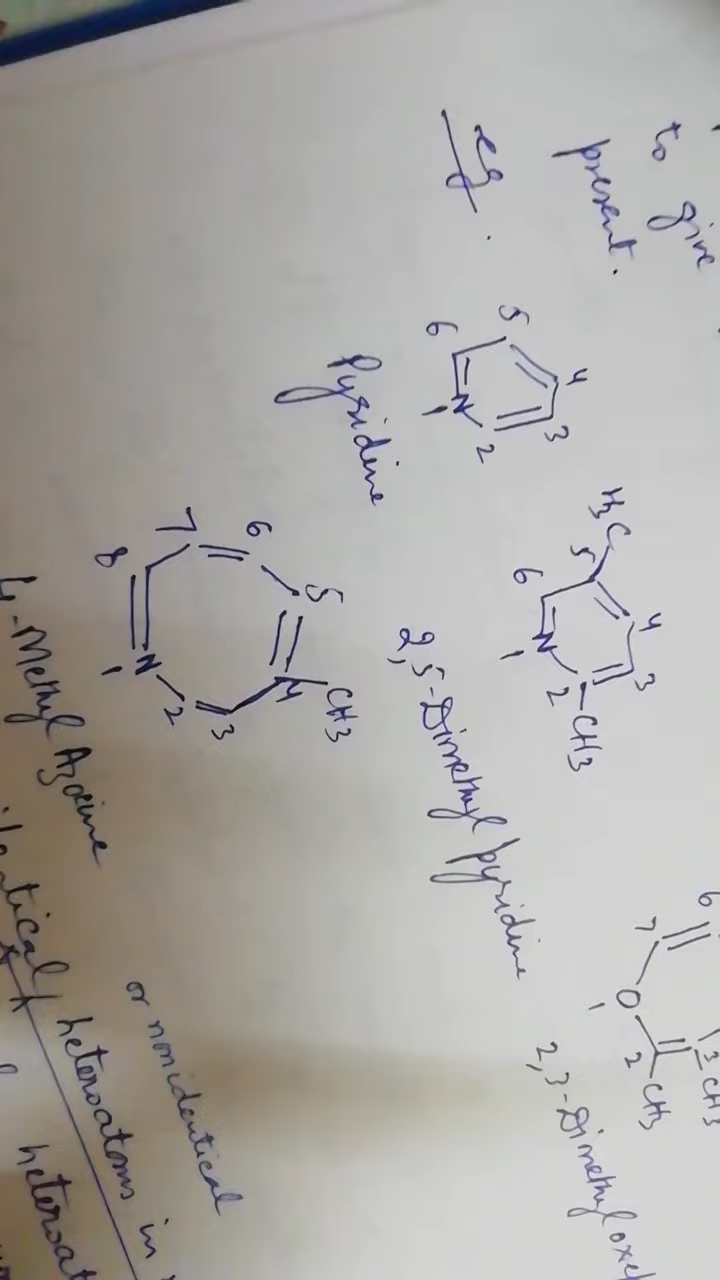 to give
present.
eg.
5
4
6
3
N
1
2
Pyridine
H3C
5
4
6
3
N
1
2
CH3
2,5-Dimethyl pyridine
6
7
O
1
2
3
CH3
CH3
2,3-Dimethyl
7
6
8
5
N
1
4
CH3
2
3
4-Methyl Azocine
or nonidentical
heteroatoms in